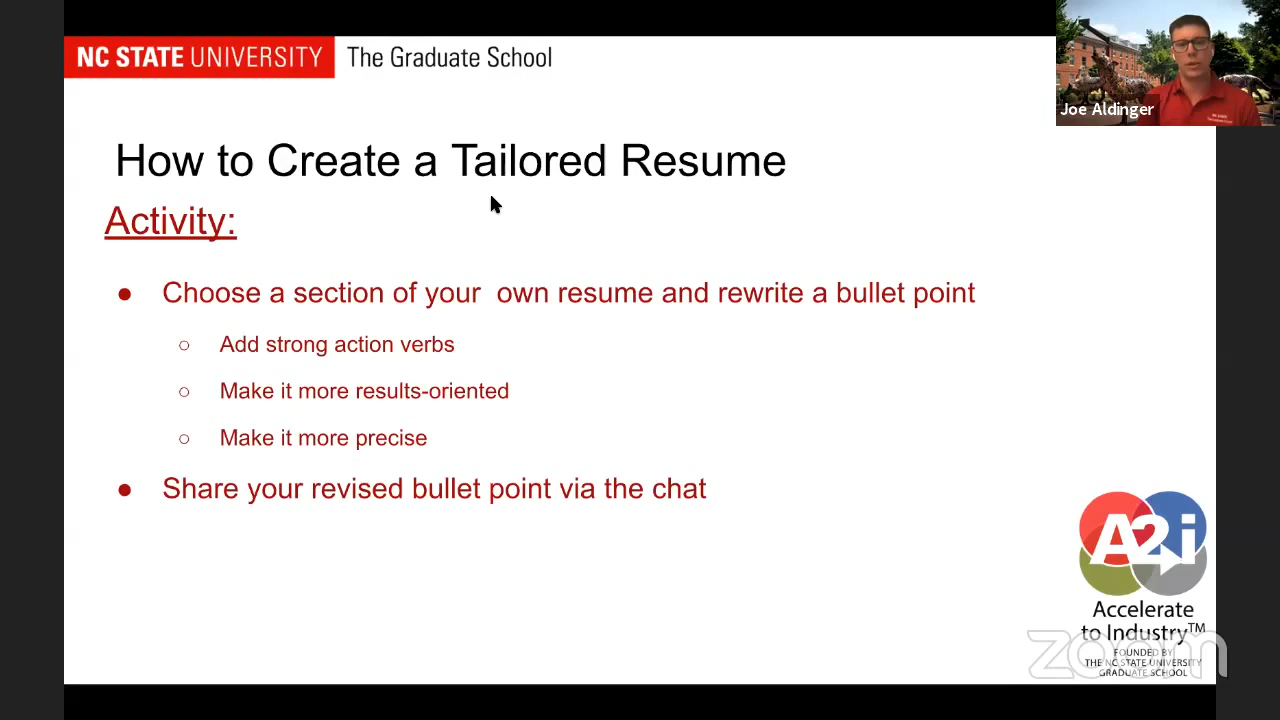 NC STATE UNIVERSITY The Graduate School
Joe Aldinger
How to Create a Tailored Resume
Activity:
● Choose a section of your own resume and rewrite a bullet point
○ Add strong action verbs
○ Make it more results-oriented
○ Make it more precise
● Share your revised bullet point via the chat
A2i
Accelerate
to Industry™
zoom
FOUNDED BY
THE NC STATE UNIVERSITY
GRADUATE SCHOOL